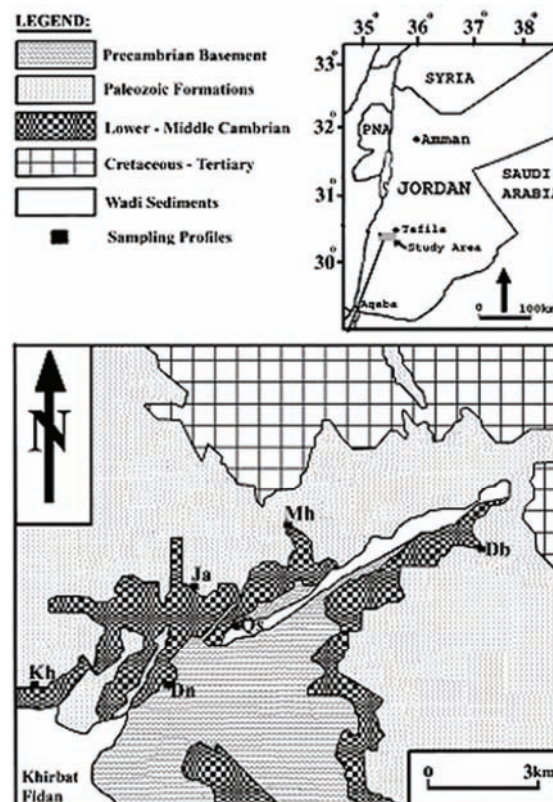 LEGEND:
Precambrian Basement
Paleozoic Formations
Lower - Middle Cambrian
Cretaceous - Tertiary
Wadi Sediments
Sampling Profiles
35° 36° 37° 38°
33°
32°
31°
30°
SYRIA
PNA
Amman
JORDAN
SAUDI
ARABIA
Tafila
Study Area
Aqaba
0 100km
N
Mh
Db
Ja
Kh
Dn
Khirbat
Fidan
0 3km